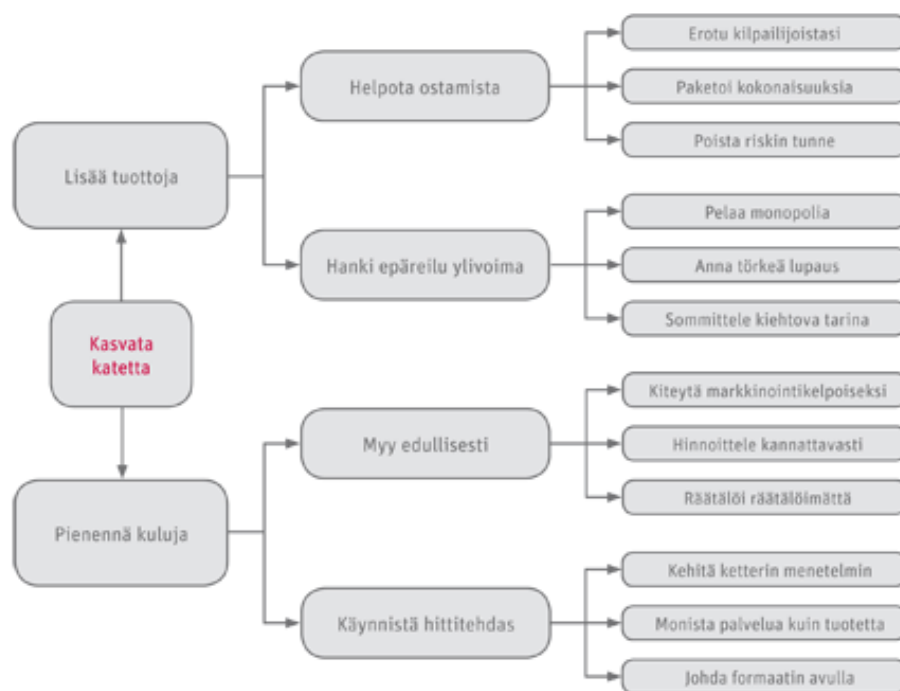 Erotu kilpailijoistasi
Helpota ostamista
Paketoi kokonaisuuksia
Poista riskin tunne
Lisää tuottoja
Pelaa monopolia
Hanki epäreilu ylivoima
Anna törkeä lupaus
Sommittele kiehtova tarina
Kasvata
katetta
Kiteytä markkinointikelpoiseksi
Myy edullisesti
Hinnoittele kannattavasti
Räätälöi räätälöimättä
Pienennä kuluja
Kehitä ketterin menetelmin
Käynnistä hittitehdas
Monista palvelua kuin tuotetta
Johda formaatin avulla